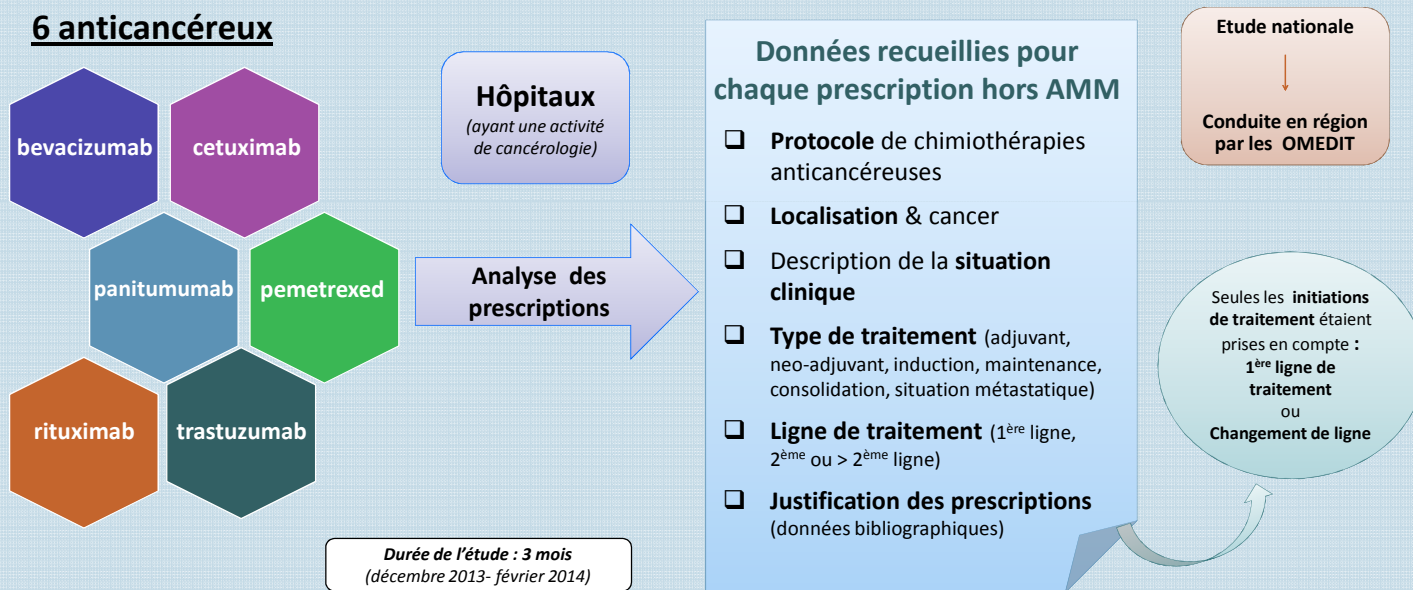 6 anticancéreux
bevacizumab
cetuximab
panitumumab
pemetrexed
rituximab
trastuzumab
Hôpitaux
(ayant une activité
de cancérologie)
Analyse des
prescriptions
Durée de l'étude : 3 mois
(décembre 2013- février 2014)
Données recueillies pour
chaque prescription hors AMM
❑ Protocole de chimiothérapies
anticancéreuses
❑ Localisation & cancer
❑ Description de la situation
clinique
❑ Type de traitement (adjuvant,
neo-adjuvant, induction, maintenance,
consolidation, situation métastatique)
❑ Ligne de traitement (1ère ligne,
2ème ou > 2ème ligne)
❑ Justification des prescriptions
(données bibliographiques)
Etude nationale
Conduite en région
par les OMEDIT
Seules les initiations
de traitement étaient
prises en compte :
1ère ligne de
traitement
ou
Changement de ligne